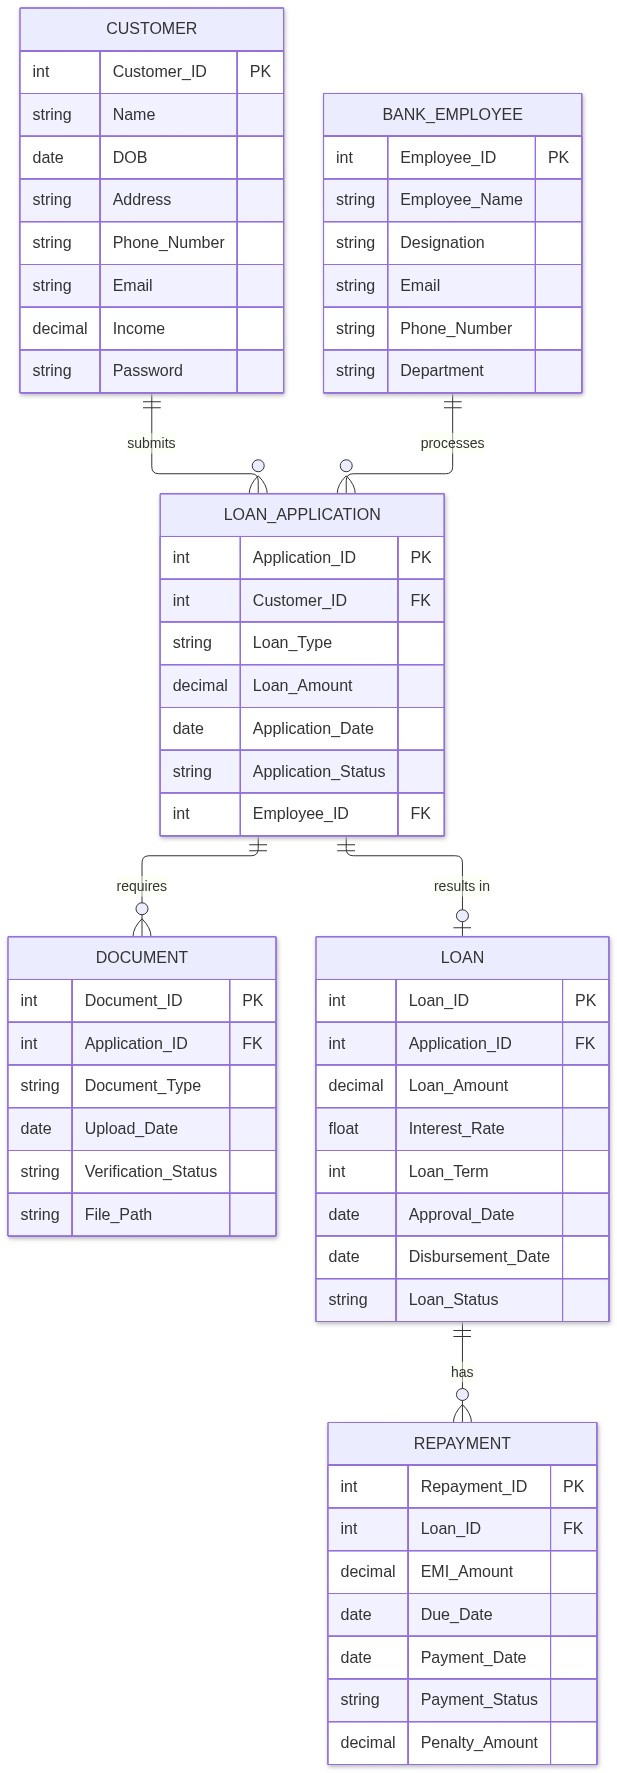 CUSTOMER
int Customer_ID PK
string Name
date DOB
string Address
string Phone_Number
string Email
decimal Income
string Password
BANK_EMPLOYEE
int Employee_ID PK
string Employee_Name
string Designation
string Email
string Phone_Number
string Department
submits
processes
LOAN_APPLICATION
int Application_ID PK
int Customer_ID FK
string Loan_Type
decimal Loan_Amount
date Application_Date
string Application_Status
int Employee_ID FK
requires
results in
DOCUMENT
int Document_ID PK
int Application_ID FK
string Document_Type
date Upload_Date
string Verification_Status
string File_Path
LOAN
int Loan_ID PK
int Application_ID FK
decimal Loan_Amount
float Interest_Rate
int Loan_Term
date Approval_Date
date Disbursement_Date
string Loan_Status
has
REPAYMENT
int Repayment_ID PK
int Loan_ID FK
decimal EMI_Amount
date Due_Date
date Payment_Date
string Payment_Status
decimal Penalty_Amount